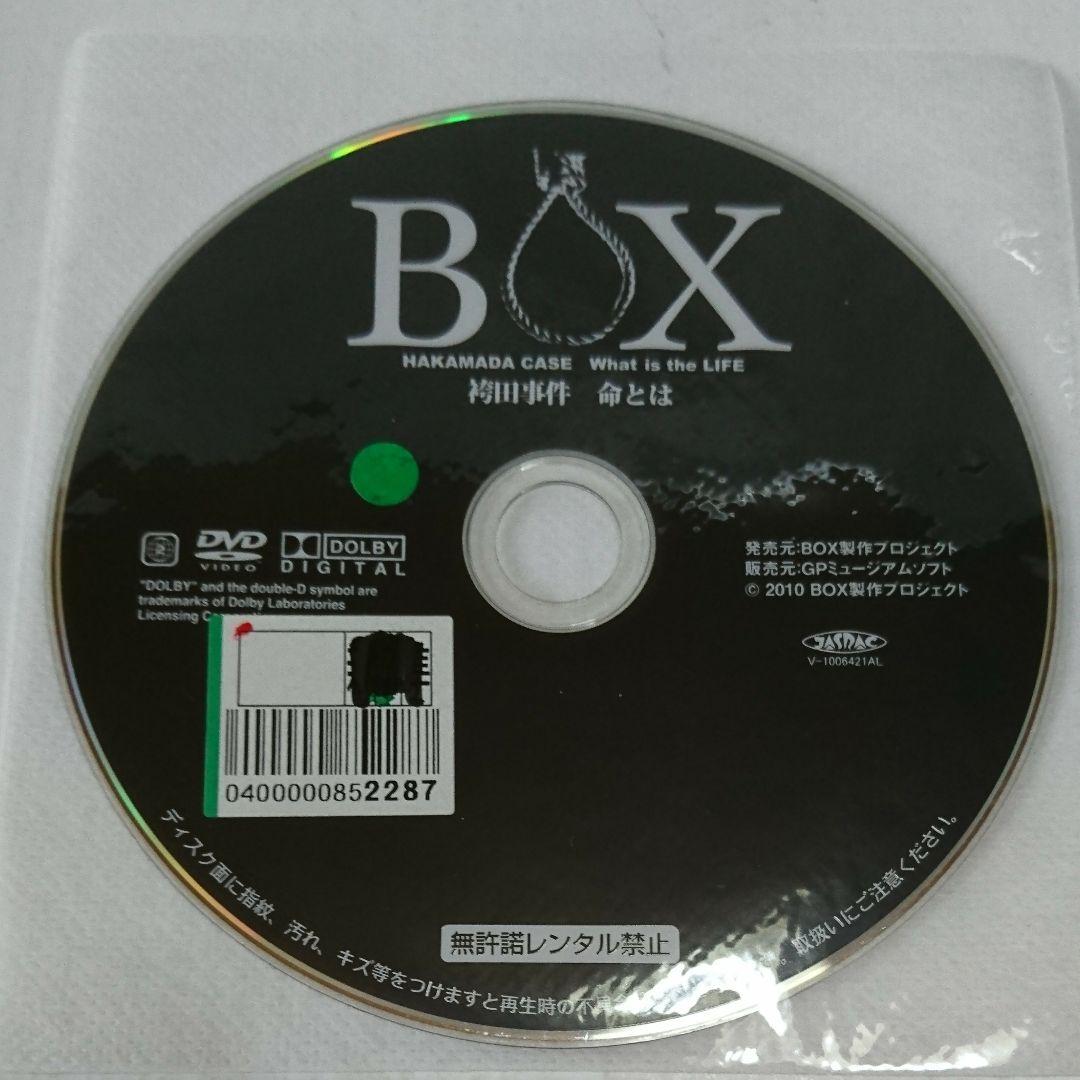 BOX
HAKAMADA CASE What is the LIFE
袴田事件 命とは
2
DVD
VIDEO
DOLBY
DIGITAL
"DOLBY" and the double-D symbol are
trademarks of Dolby Laboratories
Licensing
発売元:BOX製作プロジェクト
販売元:GPミュージアムソフト
© 2010 BOX製作プロジェクト
JASRAC
V-1006421AL
0400000852287
無許諾レンタル禁止
ディスク面に指紋、汚れ、キズ等をつけますと再生時の不具合 取扱いにご注意ください。